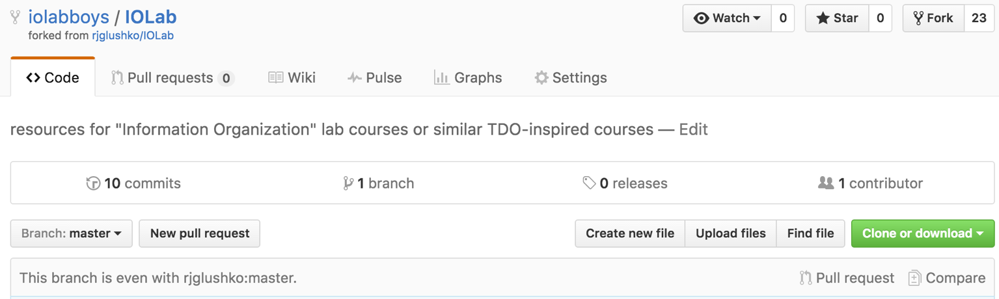 iolabboys / IOLab
forked from rjglushko/IOLab
Watch 0 Star 0 Fork 23
Code Pull requests 0 Wiki Pulse Graphs Settings
resources for "Information Organization" lab courses or similar TDO-inspired courses — Edit
10 commits 1 branch 0 releases 1 contributor
Branch: master New pull request Create new file Upload files Find file Clone or download
This branch is even with rjglushko:master. Pull request Compare